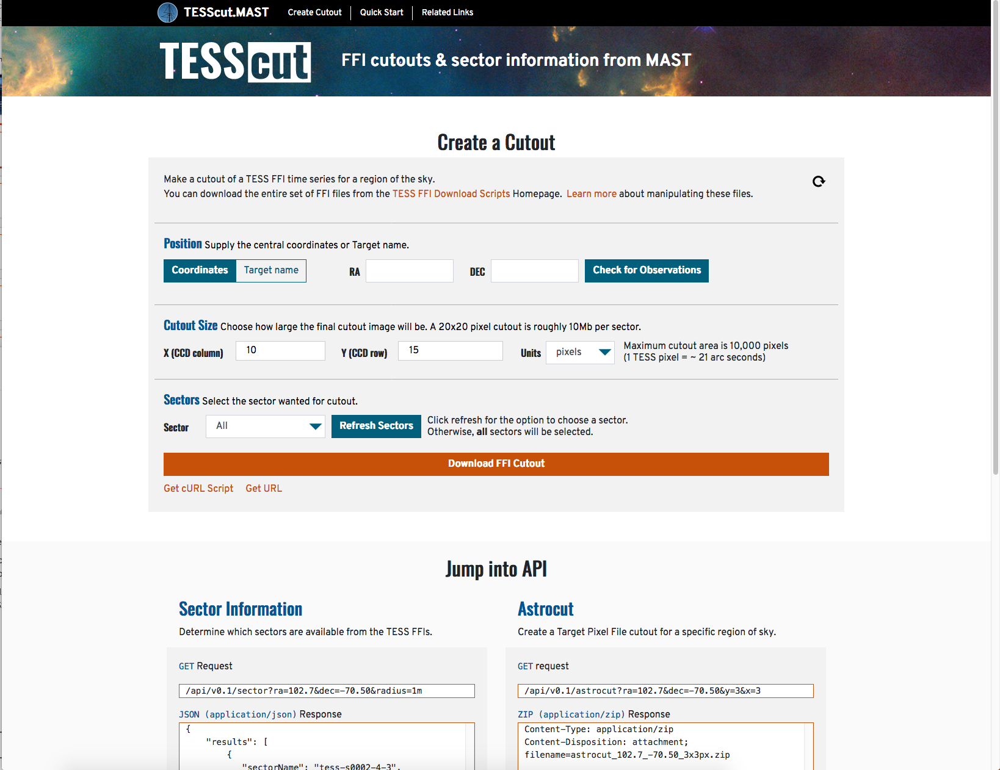 TESScut.MAST
Create Cutout
Quick Start
Related Links
TESScut
FFI cutouts & sector information from MAST
Create a Cutout
Make a cutout of a TESS FFI time series for a region of the sky.
You can download the entire set of FFI files from the TESS FFI Download Scripts Homepage. Learn more about manipulating these files.
Position Supply the central coordinates or Target name.
Coordinates
Target name
RA
DEC
Check for Observations
Cutout Size Choose how large the final cutout image will be. A 20x20 pixel cutout is roughly 10Mb per sector.
X (CCD column)
10
Y (CCD row)
15
Units
pixels
Maximum cutout area is 10,000 pixels
(1 TESS pixel = ~ 21 arc seconds)
Sectors Select the sector wanted for cutout.
Sector
All
Refresh Sectors
Click refresh for the option to choose a sector.
Otherwise, all sectors will be selected.
Download FFI Cutout
Get cURL Script
Get URL
Jump into API
Sector Information
Determine which sectors are available from the TESS FFIs.
GET Request
/api/v0.1/sector?ra=102.7&dec=-70.50&radius=1m
JSON (application/json) Response
{
"results": [
{
"sectorName": "tess-s0002-4-3",
Astrocut
Create a Target Pixel File cutout for a specific region of sky.
GET request
/api/v0.1/astrocut?ra=102.7&dec=-70.50&y=3&x=3
ZIP (application/zip) Response
Content-Type: application/zip
Content-Disposition: attachment;
filename=astrocut_102.7_-70.50_3x3px.zip